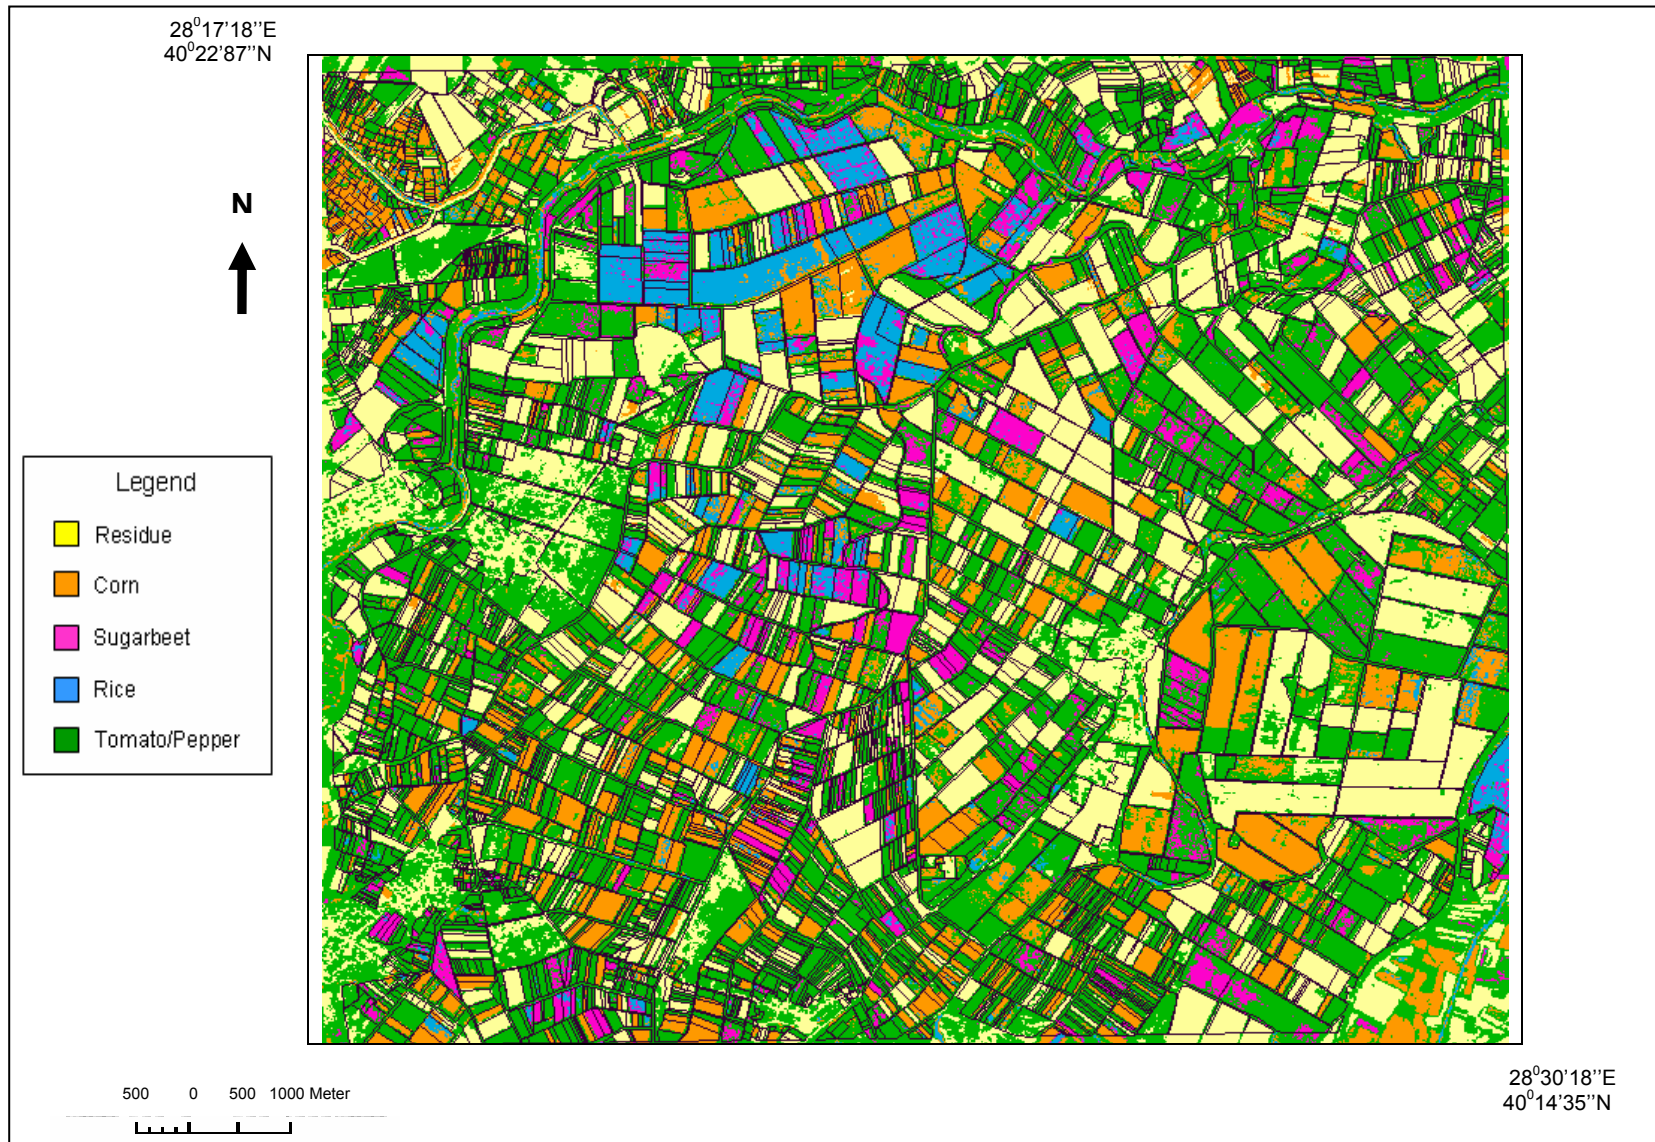 28⁰17'18''E
40⁰22'87''N
N
Legend
Residue
Corn
Sugarbeet
Rice
Tomato/Pepper
28⁰30'18''E
40⁰14'35''N
500 0 500 1000 Meter